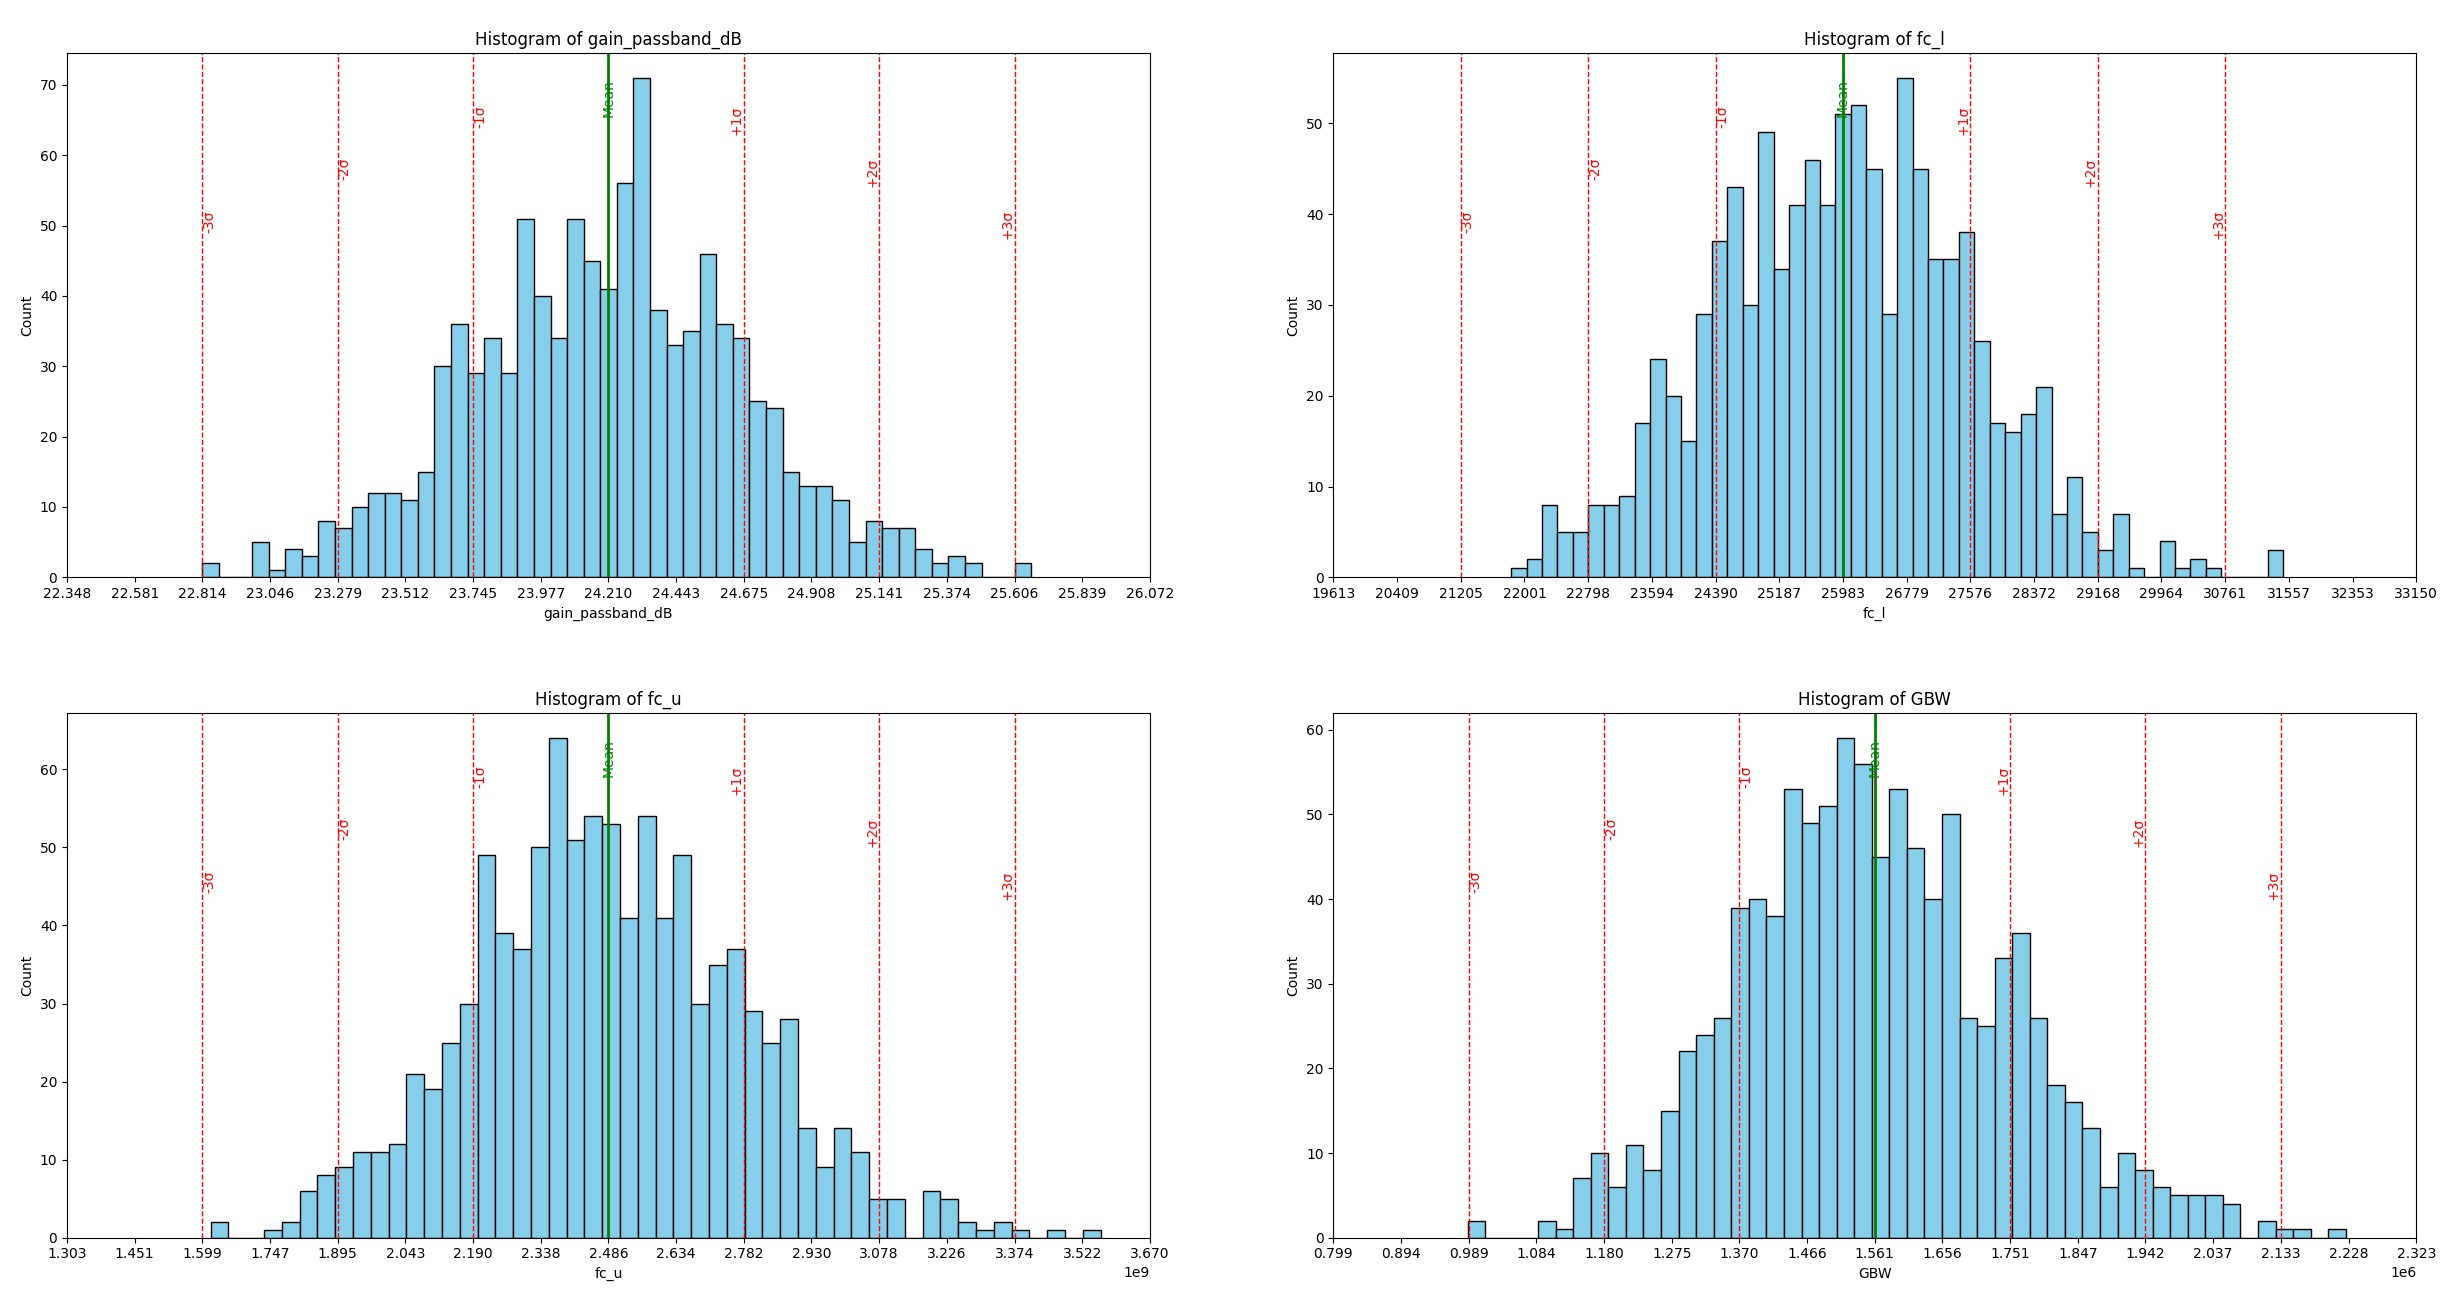 Histogram of gain_passband_dB
Count
70
60
50
40
30
20
10
0
-3σ
-2σ
-1σ
Mean
+1σ
+2σ
+3σ
22.348 22.581 22.814 23.046 23.279 23.512 23.745 23.977 24.210 24.443 24.675 24.908 25.141 25.374 25.606 25.839 26.072
gain_passband_dB
Histogram of fc_l
Count
50
40
30
20
10
0
-3σ
-2σ
-1σ
Mean
+1σ
+2σ
+3σ
19613 20409 21205 22001 22798 23594 24390 25187 25983 26779 27576 28372 29168 29964 30761 31557 32353 33150
fc_l
Histogram of fc_u
Count
60
50
40
30
20
10
0
-3σ
-2σ
-1σ
Mean
+1σ
+2σ
+3σ
1.303 1.451 1.599 1.747 1.895 2.043 2.190 2.338 2.486 2.634 2.782 2.930 3.078 3.226 3.374 3.522 3.670
1e9
fc_u
Histogram of GBW
Count
60
50
40
30
20
10
0
-3σ
-2σ
-1σ
Mean
+1σ
+2σ
+3σ
0.799 0.894 0.989 1.084 1.180 1.275 1.370 1.466 1.561 1.656 1.751 1.847 1.942 2.037 2.133 2.228 2.323
1e6
GBW